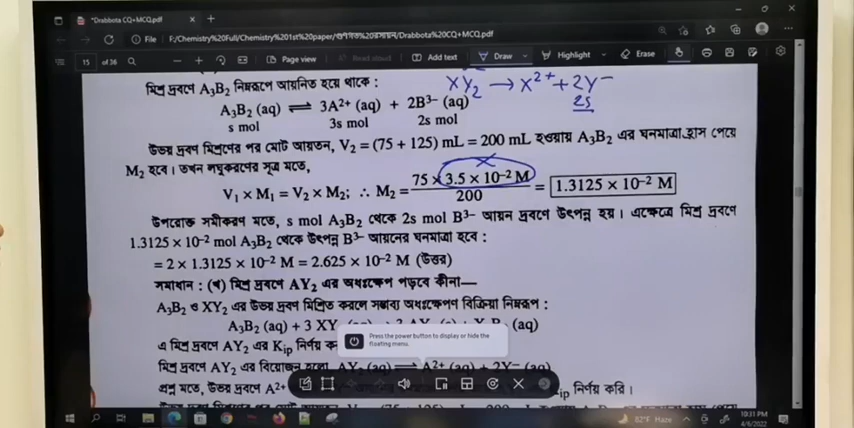 *Drabbota CQ+MCQ.pdf
File F:/Chemistry%20Full/Chemistry%201st%20paper/গুণগত%20রসায়ন/Drabbota%20CQ+MCQ.pdf
15 of 36 Page view Read aloud Add text Draw Highlight Erase
XY₂ → X²⁺ + 2Y⁻
2s
মিশ্র দ্রবণে A₃B₂ নিম্নরূপে আয়নিত হয়ে থাকে :
A₃B₂ (aq) ⇌ 3A²⁺ (aq) + 2B³⁻ (aq)
s mol 3s mol 2s mol
উভয় দ্রবণ মিশ্রণের পর মোট আয়তন, V₂ = (75 + 125) mL = 200 mL হওয়ায় A₃B₂ এর ঘনমাত্রা হ্রাস পেয়ে
M₂ হবে। তখন লঘুকরণের সূত্র মতে,
V₁ × M₁ = V₂ × M₂; ∴ M₂ = 75 × 3.5 × 10⁻² M / 200 = 1.3125 × 10⁻² M
উপরোক্ত সমীকরণ মতে, s mol A₃B₂ থেকে 2s mol B³⁻ আয়ন দ্রবণে উৎপন্ন হয়। এক্ষেত্রে মিশ্র দ্রবণে
1.3125 × 10⁻² mol A₃B₂ থেকে উৎপন্ন B³⁻ আয়নের ঘনমাত্রা হবে :
= 2 × 1.3125 × 10⁻² M = 2.625 × 10⁻² M (উত্তর)
সমাধান : (খ) মিশ্র দ্রবণে AY₂ এর অধঃক্ষেপ পড়বে কীনা—
A₃B₂ ও XY₂ এর উভয় দ্রবণ মিশ্রিত করলে সম্ভাব্য অধঃক্ষেপণ বিক্রিয়া নিম্নরূপ :
A₃B₂ (aq) + 3 XY (aq)
Press the power button to display or hide the
floating menu.
এ মিশ্র দ্রবণে AY₂ এর Kip নির্ণয়
মিশ্র দ্রবণে AY₂ এর বিয়োজন হলো, AY₂ (aq) ⇌ A²⁺ (aq) + 2Y⁻ (aq)
প্রশ্ন মতে, উভয় দ্রবণে A²⁺ Kip নির্ণয় করি।
82°F Haze 10:31 PM
4/6/2022